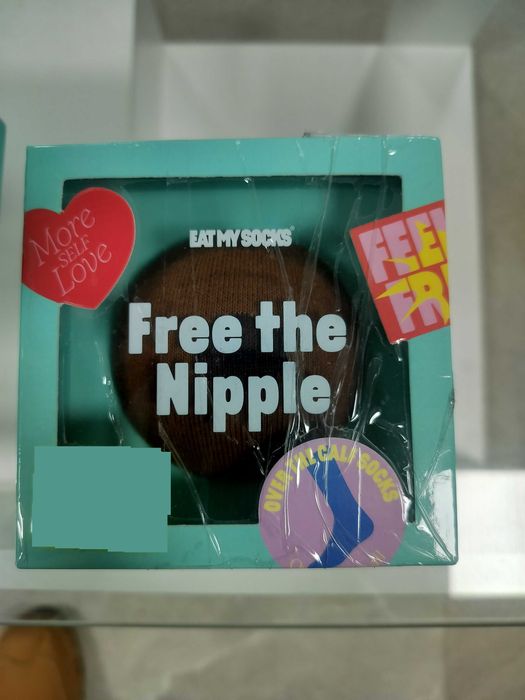 EAT MY SOCKS
More
SELF
Love
FEEL
FR
Free the
Nipple
OVER THE CALF SOCKS